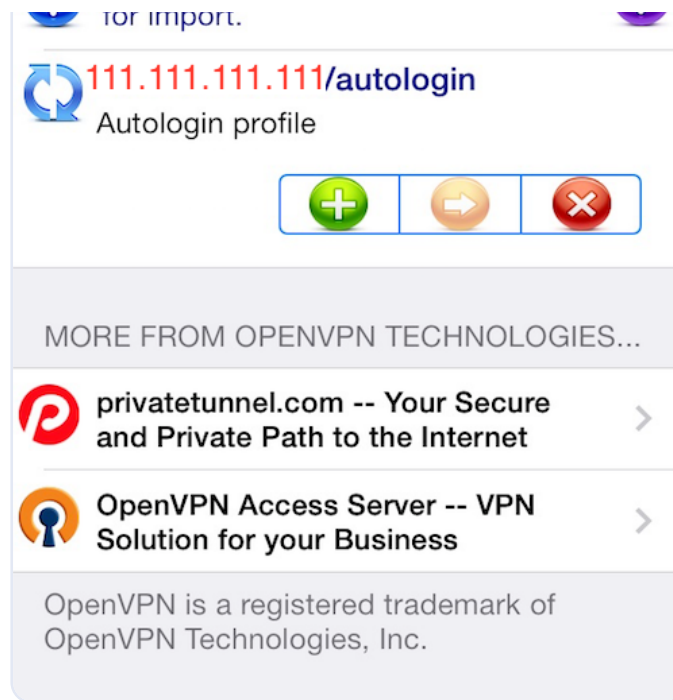 for import.
111.111.111.111/autologin
Autologin profile
MORE FROM OPENVPN TECHNOLOGIES...
privatetunnel.com -- Your Secure
and Private Path to the Internet
OpenVPN Access Server -- VPN
Solution for your Business
OpenVPN is a registered trademark of
OpenVPN Technologies, Inc.